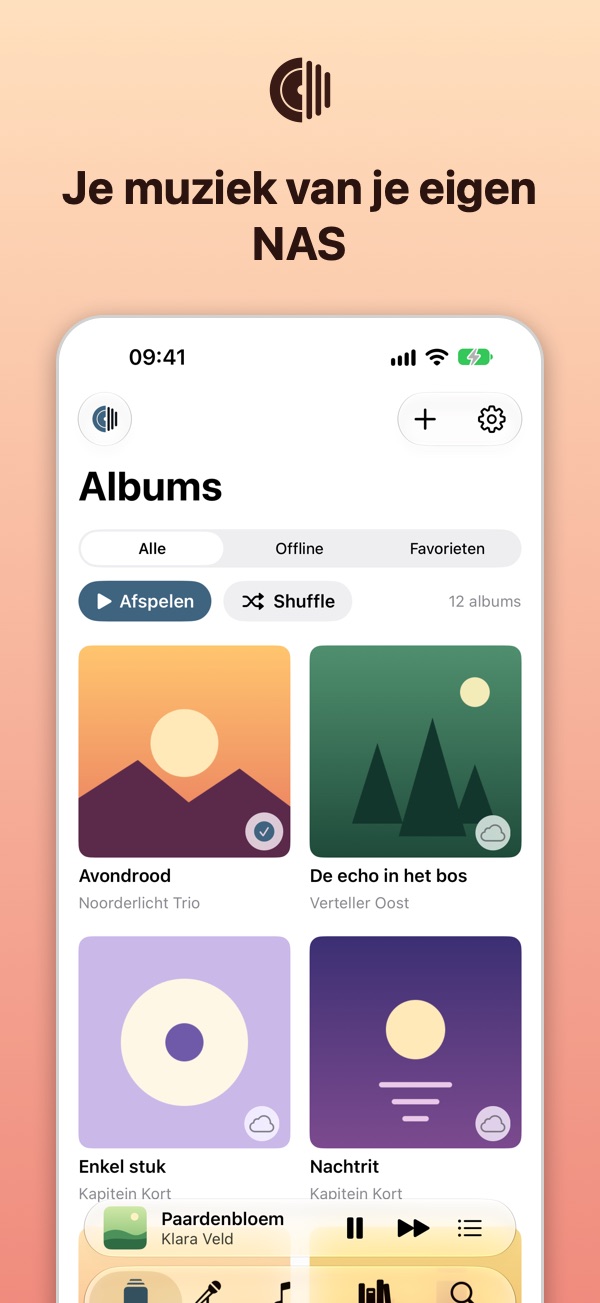 Je muziek van je eigen
NAS
09:41
Albums
Alle
Offline
Favorieten
Afspelen
Shuffle
12 albums
Avondrood
Noorderlicht Trio
De echo in het bos
Verteller Oost
Enkel stuk
Kapitein Kort
Nachtrit
Kapitein Kort
Paardenbloem
Klara Veld